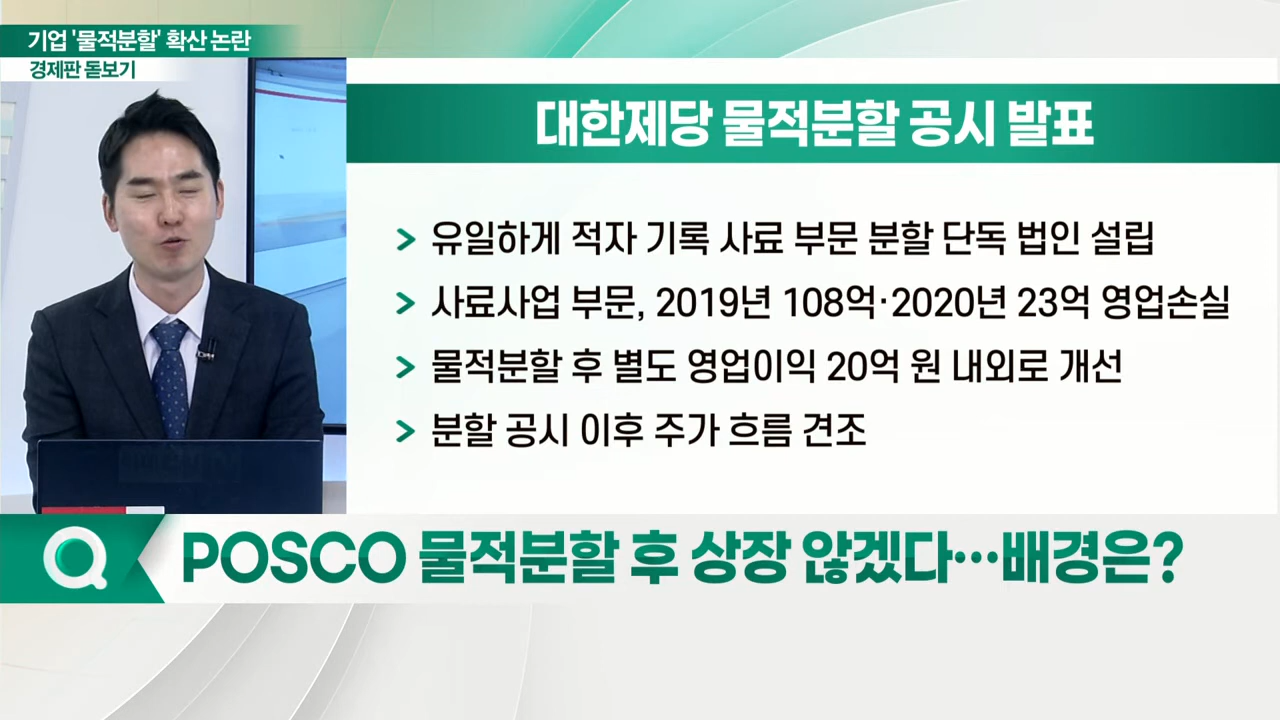 기업 '물적분할' 확산 논란
경제판 돋보기
대한제당 물적분할 공시 발표
> 유일하게 적자 기록 사료 부문 분할 단독 법인 설립
> 사료사업 부문, 2019년 108억·2020년 23억 영업손실
> 물적분할 후 별도 영업이익 20억 원 내외로 개선
> 분할 공시 이후 주가 흐름 견조
Q POSCO 물적분할 후 상장 않겠다…배경은?